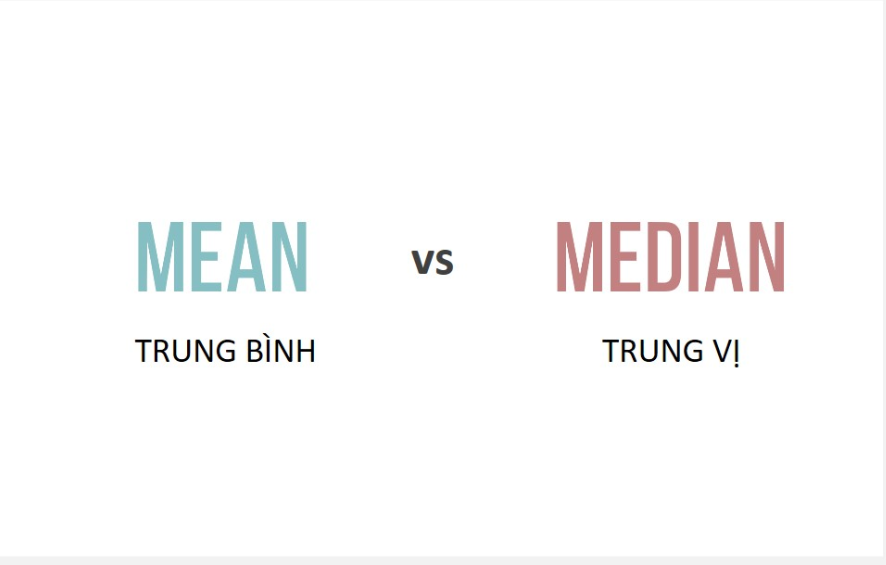 MEAN vs MEDIAN
TRUNG BÌNH TRUNG VỊ